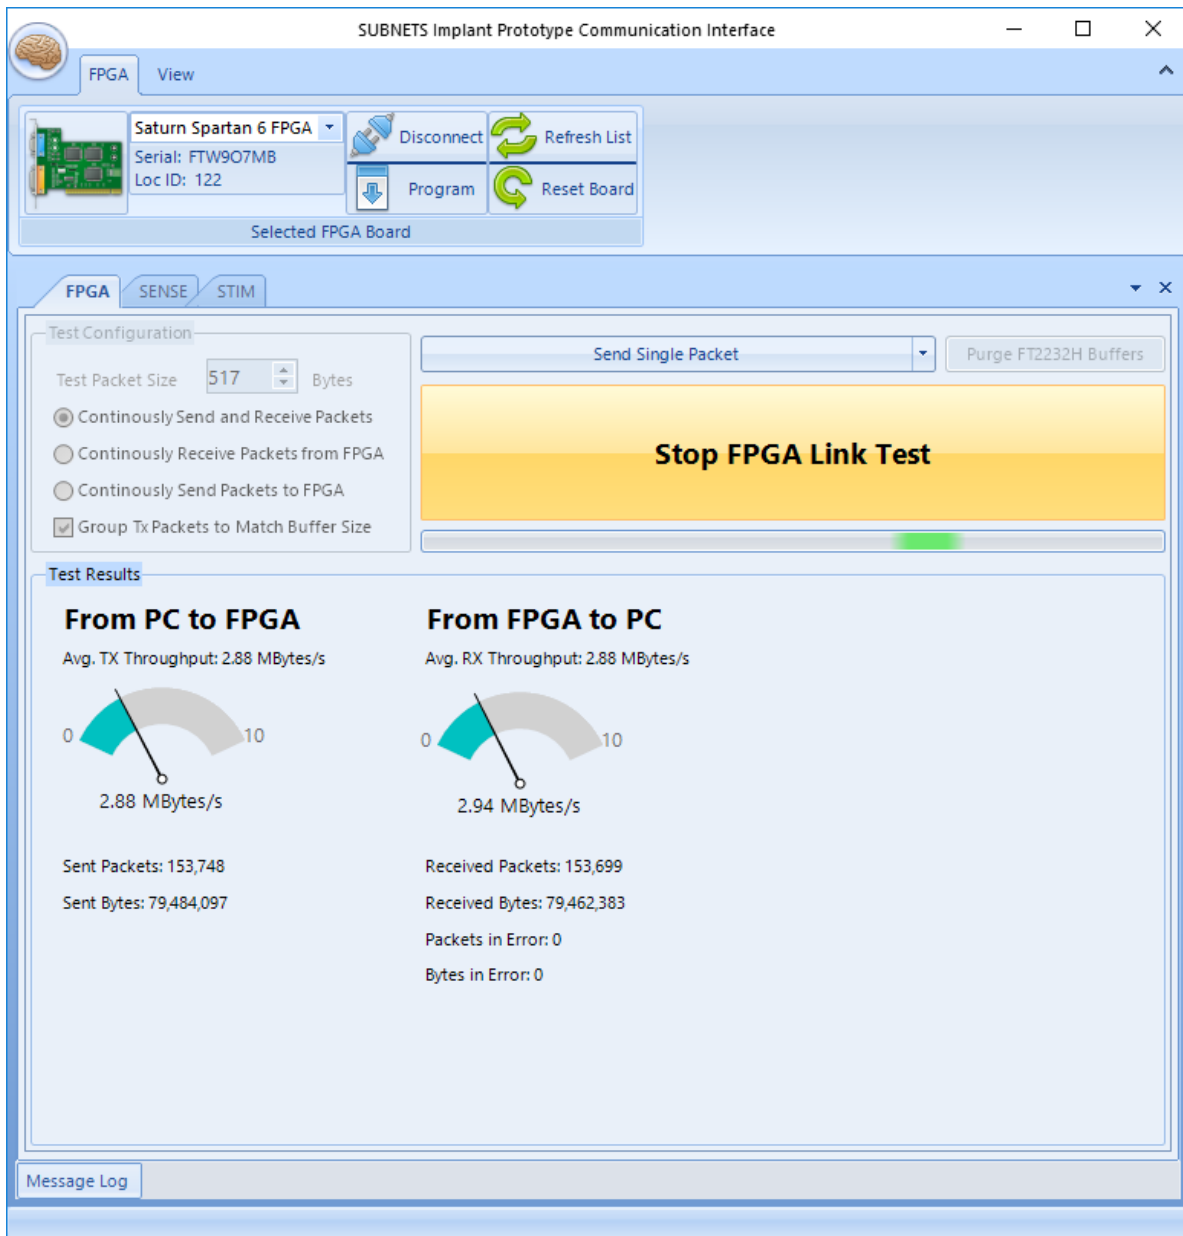 SUBNETS Implant Prototype Communication Interface
FPGA View
Saturn Spartan 6 FPGA
Serial: FTW9O7MB
Loc ID: 122
Disconnect
Refresh List
Program
Reset Board
Selected FPGA Board
FPGA SENSE STIM
Test Configuration
Test Packet Size 517 Bytes
Continously Send and Receive Packets
Continously Receive Packets from FPGA
Continously Send Packets to FPGA
Group Tx Packets to Match Buffer Size
Send Single Packet
Purge FT2232H Buffers
Stop FPGA Link Test
Test Results
From PC to FPGA
Avg. TX Throughput: 2.88 MBytes/s
0 10
2.88 MBytes/s
Sent Packets: 153,748
Sent Bytes: 79,484,097
From FPGA to PC
Avg. RX Throughput: 2.88 MBytes/s
0 10
2.94 MBytes/s
Received Packets: 153,699
Received Bytes: 79,462,383
Packets in Error: 0
Bytes in Error: 0
Message Log